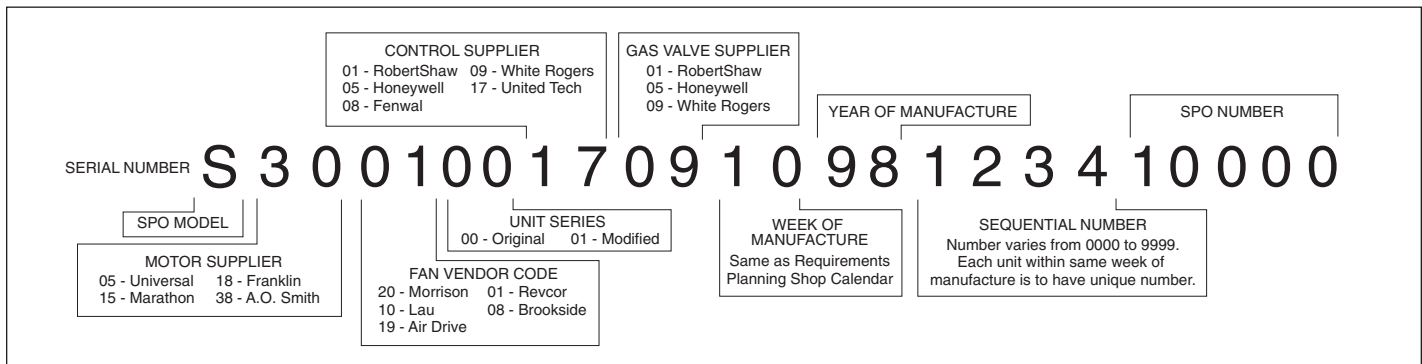 CONTROL SUPPLIER
01 - RobertShaw 09 - White Rogers
05 - Honeywell 17 - United Tech
08 - Fenwal
GAS VALVE SUPPLIER
01 - RobertShaw
05 - Honeywell
09 - White Rogers
YEAR OF MANUFACTURE
SPO NUMBER
SERIAL NUMBER S 3 0 0 1 0 0 1 7 0 9 1 0 9 8 1 2 3 4 1 0 0 0 0
SPO MODEL
MOTOR SUPPLIER
05 - Universal 18 - Franklin
15 - Marathon 38 - A.O. Smith
UNIT SERIES
00 - Original 01 - Modified
FAN VENDOR CODE
20 - Morrison 01 - Revcor
10 - Lau 08 - Brookside
19 - Air Drive
WEEK OF
MANUFACTURE
Same as Requirements
Planning Shop Calendar
SEQUENTIAL NUMBER
Number varies from 0000 to 9999.
Each unit within same week of
manufacture is to have unique number.